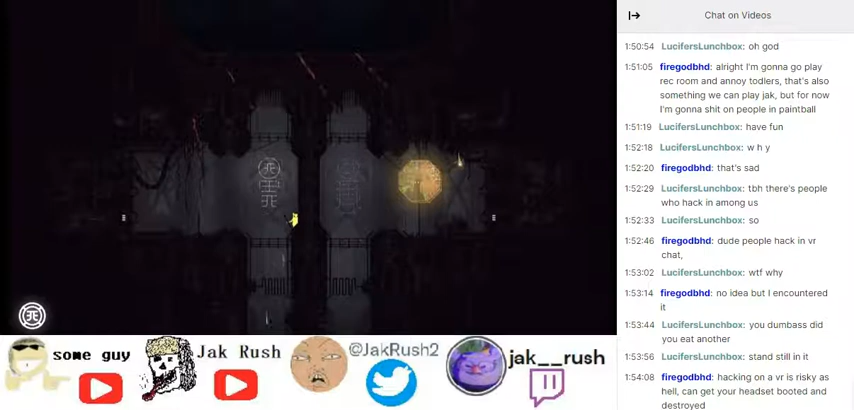 Chat on Videos
1:50:54 LucifersLunchbox: oh god
1:51:05 firegodbhd: alright I'm gonna go play
rec room and annoy todlers, that's also
something we can play jak, but for now
I'm gonna shit on people in paintball
1:51:19 LucifersLunchbox: have fun
1:52:18 LucifersLunchbox: w h y
1:52:20 firegodbhd: that's sad
1:52:29 LucifersLunchbox: tbh there's people
who hack in among us
1:52:33 LucifersLunchbox: so
1:52:46 firegodbhd: dude people hack in vr
chat,
1:53:02 LucifersLunchbox: wtf why
1:53:14 firegodbhd: no idea but I encountered
it
1:53:44 LucifersLunchbox: you dumbass did
you eat another
1:53:56 LucifersLunchbox: stand still in it
1:54:08 firegodbhd: hacking on a vr is risky as
hell, can get your headset booted and
destroyed
some guy
Jak Rush
@JakRush2
jak__rush